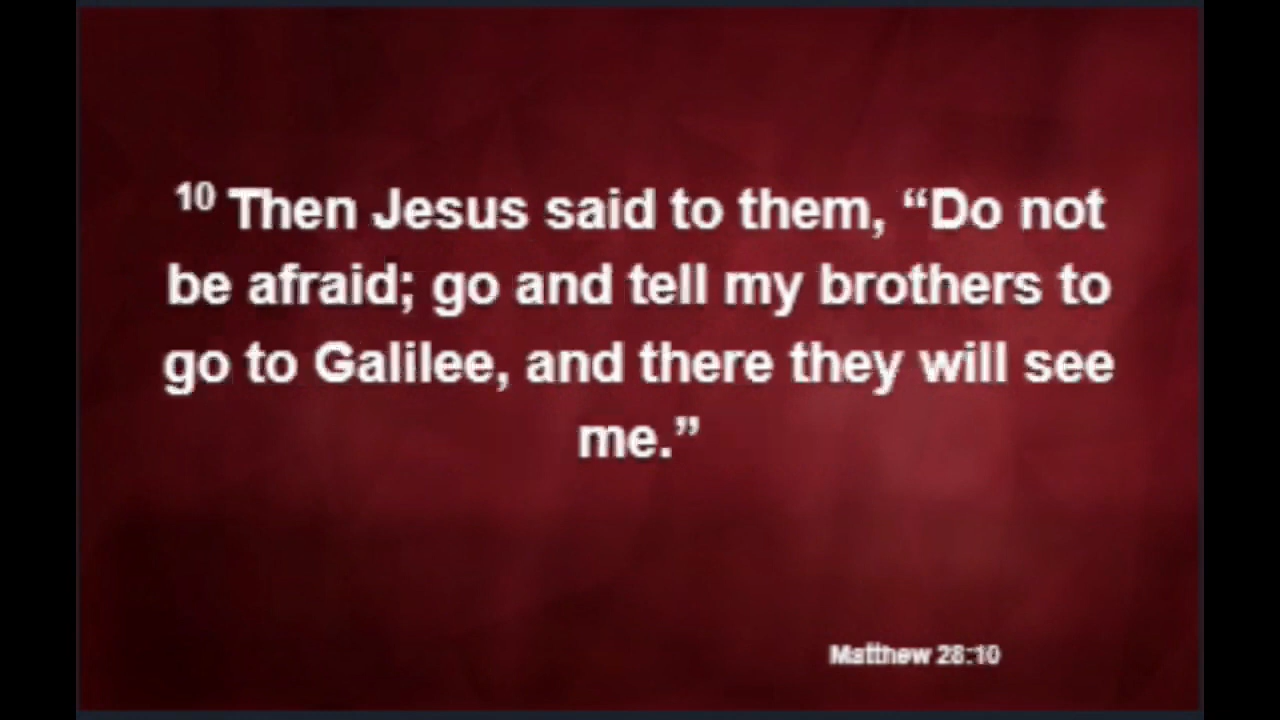 10 Then Jesus said to them, “Do not
be afraid; go and tell my brothers to
go to Galilee, and there they will see
me.”
Matthew 28:10